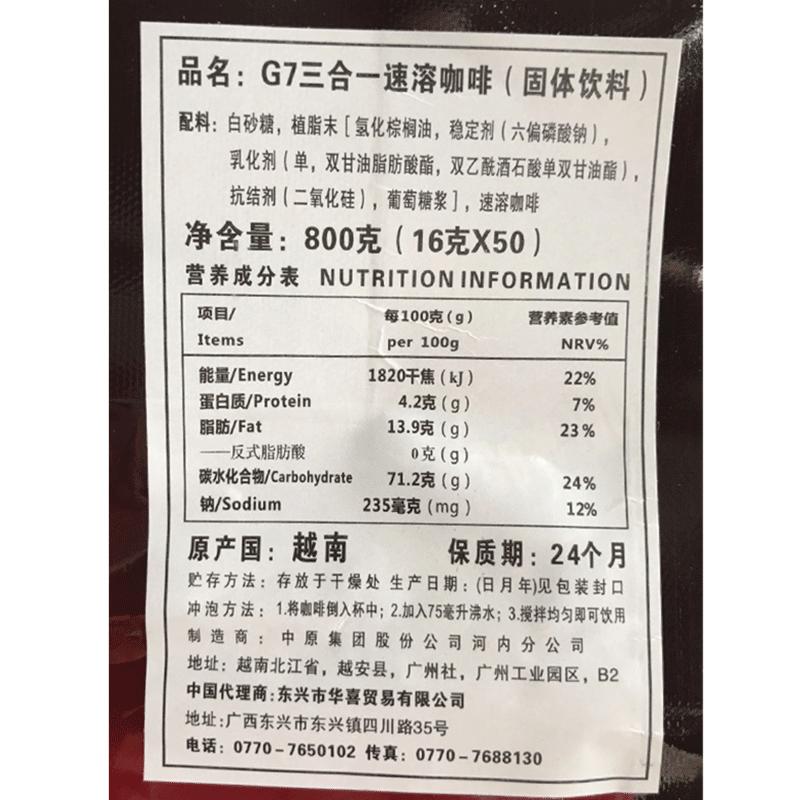 品名：G7三合一速溶咖啡（固体饮料）
配料：白砂糖，植脂末［氢化棕榈油，稳定剂（六偏磷酸钠），
乳化剂（单，双甘油脂肪酸酯，双乙酰酒石酸单双甘油酯），
抗结剂（二氧化硅），葡萄糖浆］，速溶咖啡
净含量：800克（16克X50）
营养成分表 NUTRITION INFORMATION
项目/ 每100克(g) 营养素参考值
Items per 100g NRV%
能量/Energy 1820千焦(kJ) 22%
蛋白质/Protein 4.2克(g) 7%
脂肪/Fat 13.9克(g) 23%
——反式脂肪酸 0克(g)
碳水化合物/Carbohydrate 71.2克(g) 24%
钠/Sodium 235毫克(mg) 12%
原产国：越南 保质期：24个月
贮存方法：存放于干燥处 生产日期：(日月年)见包装封口
冲泡方法：1.将咖啡倒入杯中；2.加入75毫升沸水；3.搅拌均匀即可饮用
制造商：中原集团股份公司河内分公司
地址：越南北江省，越安县，广州社，广州工业园区，B2
中国代理商：东兴市华喜贸易有限公司
地址：广西东兴市东兴镇四川路35号
电话：0770-7650102 传真：0770-7688130